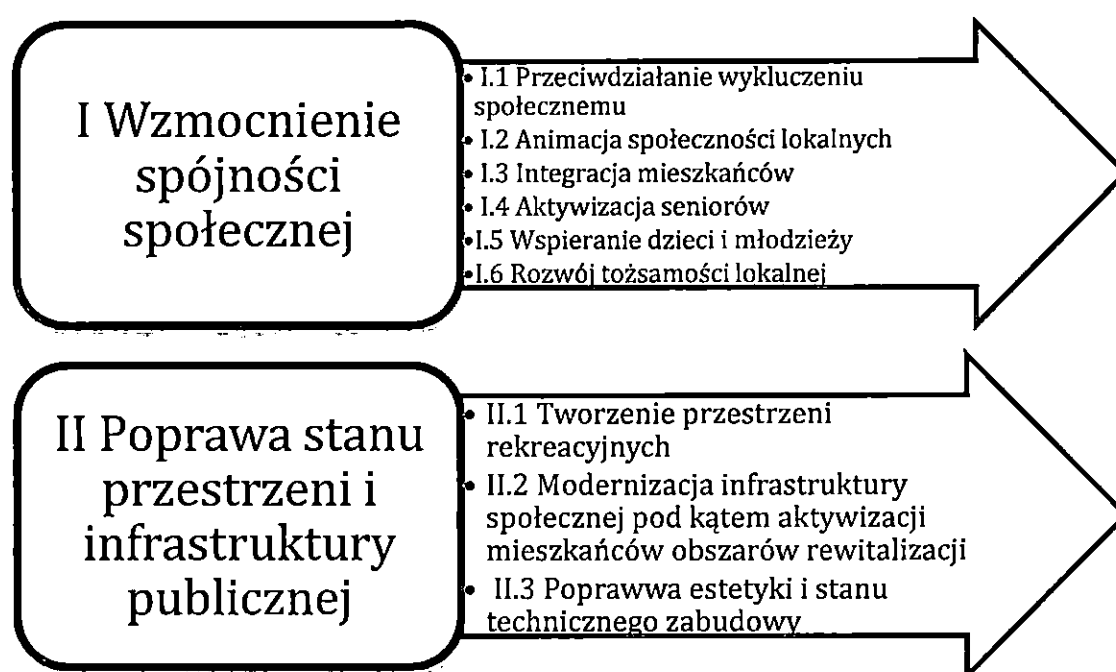 I Wzmocnienie
spójności
społecznej
• I.1 Przeciwdziałanie wykluczeniu
społecznemu
• I.2 Animacja społeczności lokalnych
• I.3 Integracja mieszkańców
• I.4 Aktywizacja seniorów
•I.5 Wspieranie dzieci i młodzieży
•I.6 Rozwój tożsamości lokalnej
II Poprawa stanu
przestrzeni i
infrastruktury
publicznej
• II.1 Tworzenie przestrzeni
rekreacyjnych
• II.2 Modernizacja infrastruktury
społecznej pod kątem aktywizacji
mieszkańców obszarów rewitalizacji
• II.3 Poprawwa estetyki i stanu
technicznego zabudowy